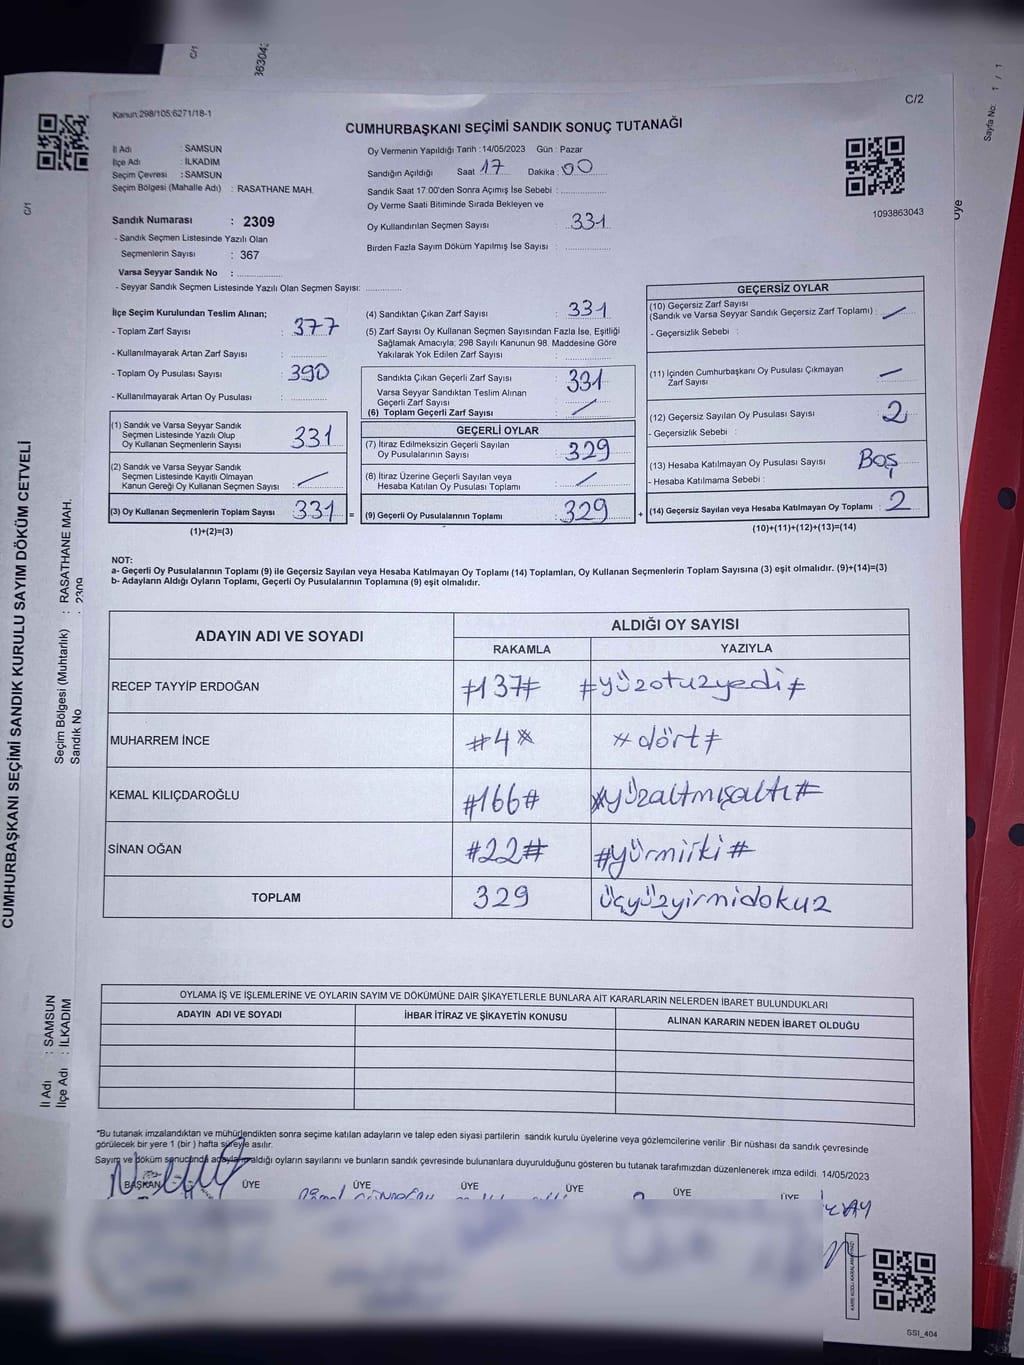 C/1
36304
Sayfa No: 1 / 1
C/2
Kanun:298/105;6271/18-1
CUMHURBAŞKANI SEÇİMİ SANDIK SONUÇ TUTANAĞI
İl Adı : SAMSUN
İlçe Adı : İLKADIM
Seçim Çevresi : SAMSUN
Seçim Bölgesi (Mahalle Adı) : RASATHANE MAH.
Oy Vermenin Yapıldığı Tarih :14/05/2023 Gün : Pazar
Sandığın Açıldığı Saat : 17 Dakika : 00
Sandık Saat 17:00'den Sonra Açımış İse Sebebi :
Oy Verme Saati Bitiminde Sırada Bekleyen ve
Oy Kullandırılan Seçmen Sayısı : 331
Birden Fazla Sayım Döküm Yapılmış İse Sayısı :
1093863043
Üye
Sandık Numarası : 2309
- Sandık Seçmen Listesinde Yazılı Olan
Seçmenlerin Sayısı : 367
Varsa Seyyar Sandık No :
- Seyyar Sandık Seçmen Listesinde Yazılı Olan Seçmen Sayısı:
İlçe Seçim Kurulundan Teslim Alınan;
- Toplam Zarf Sayısı : 377
- Kullanılmayarak Artan Zarf Sayısı :
- Toplam Oy Pusulası Sayısı : 390
- Kullanılmayarak Artan Oy Pusulası :
(1) Sandık ve Varsa Seyyar Sandık
Seçmen Listesinde Yazılı Olup
Oy Kullanan Seçmenlerin Sayısı : 331
(2) Sandık ve Varsa Seyyar Sandık
Seçmen Listesinde Kayıtlı Olmayan
Kanun Gereği Oy Kullanan Seçmen Sayısı : /
(3) Oy Kullanan Seçmenlerin Toplam Sayısı : 331
(1)+(2)=(3)
(4) Sandıktan Çıkan Zarf Sayısı : 331
(5) Zarf Sayısı Oy Kullanan Seçmen Sayısından Fazla İse, Eşitliği
Sağlamak Amacıyla; 298 Sayılı Kanunun 98. Maddesine Göre
Yakılarak Yok Edilen Zarf Sayısı :
Sandıkta Çıkan Geçerli Zarf Sayısı : 331
Varsa Seyyar Sandıktan Teslim Alınan
Geçerli Zarf Sayısı
(6) Toplam Geçerli Zarf Sayısı : /
GEÇERLİ OYLAR
(7) İtiraz Edilmeksizin Geçerli Sayılan
Oy Pusulalarının Sayısı : 329
(8) İtiraz Üzerine Geçerli Sayılan veya
Hesaba Katılan Oy Pusulası Toplamı : /
= (9) Geçerli Oy Pusulalarının Toplamı : 329 +
GEÇERSİZ OYLAR
(10) Geçersiz Zarf Sayısı
(Sandık ve Varsa Seyyar Sandık Geçersiz Zarf Toplamı) : /
- Geçersizlik Sebebi :
(11) İçinden Cumhurbaşkanı Oy Pusulası Çıkmayan
Zarf Sayısı : -
(12) Geçersiz Sayılan Oy Pusulası Sayısı : 2
- Geçersizlik Sebebi :
(13) Hesaba Katılmayan Oy Pusulası Sayısı : Boş
- Hesaba Katılmama Sebebi :
(14) Geçersiz Sayılan veya Hesaba Katılmayan Oy Toplamı : 2
(10)+(11)+(12)+(13)=(14)
NOT:
a- Geçerli Oy Pusulalarının Toplamı (9) ile Geçersiz Sayılan veya Hesaba Katılmayan Oy Toplamı (14) Toplamları, Oy Kullanan Seçmenlerin Toplam Sayısına (3) eşit olmalıdır. (9)+(14)=(3)
b- Adayların Aldığı Oyların Toplamı, Geçerli Oy Pusulalarının Toplamına (9) eşit olmalıdır.
ADAYIN ADI VE SOYADI ALDIĞI OY SAYISI
RAKAMLA YAZIYLA
RECEP TAYYİP ERDOĞAN #137# #yüzotuzyedi#
MUHARREM İNCE #4# #dört#
KEMAL KILIÇDAROĞLU #166# #yüzaltmışaltı#
SİNAN OĞAN #22# #yirmiiki#
TOPLAM 329 üçyüzyirmidokuz
OYLAMA İŞ VE İŞLEMLERİNE VE OYLARIN SAYIM VE DÖKÜMÜNE DAİR ŞİKAYETLERLE BUNLARA AİT KARARLARIN NELERDEN İBARET BULUNDUKLARI
ADAYIN ADI VE SOYADI İHBAR İTİRAZ VE ŞİKAYETİN KONUSU ALINAN KARARIN NEDEN İBARET OLDUĞU
*Bu tutanak imzalandıktan ve mühürlendikten sonra seçime katılan adayların ve talep eden siyasi partilerin sandık kurulu üyelerine veya gözlemcilerine verilir. Bir nüshası da sandık çevresinde
görülecek bir yere 1 (bir ) hafta süreyle asılır.
Sayım ve döküm sonucunda adayların aldığı oyların sayılarını ve bunların sandık çevresinde bulunanlara duyurulduğunu gösteren bu tutanak tarafımızdan düzenlenerek imza edildi. 14/05/2023
BAŞKAN ÜYE ÜYE ÜYE ÜYE ÜYE ÜYE
SSI_404
C/1
CUMHURBAŞKANI SEÇİMİ SANDIK KURULU SAYIM DÖKÜM CETVELİ
Seçim Bölgesi (Muhtarlık) : RASATHANE MAH.
Sandık No : 2309
İl Adı : SAMSUN
İlçe Adı : İLKADIM